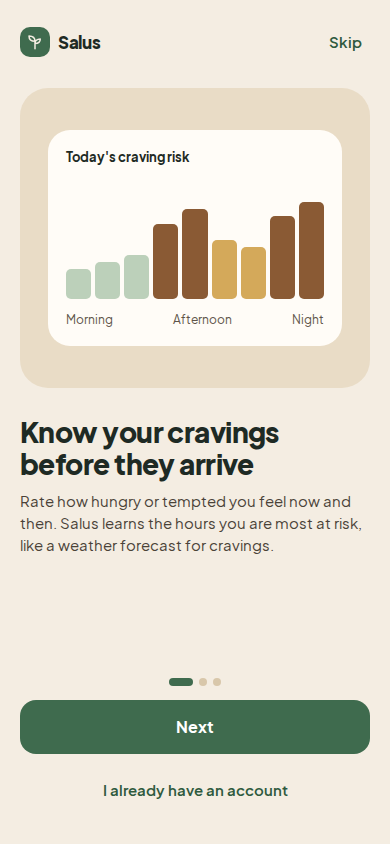 Salus
Skip
Today's craving risk
Morning
Afternoon
Night
Know your cravings
before they arrive
Rate how hungry or tempted you feel now and
then. Salus learns the hours you are most at risk,
like a weather forecast for cravings.
Next
I already have an account